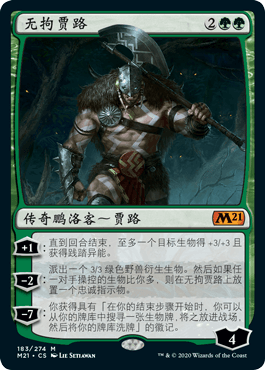 无拘贾路 2
传奇鹏洛客～贾路 M21
+1: 直到回合结束，至多一个目标生物得+3/+3且
获得践踏异能。
-2: 派出一个3/3绿色野兽衍生生物。然后如果任
一对手操控的生物比你多，则在无拘贾路上放
置一个忠诚指示物。
-7: 你获得具有「在你的结束步骤开始时，你可以
从你的牌库中搜寻一张生物牌，将之放进战场，
然后将你的牌库洗牌」的徽记。
4
183/274 M
M21 • CS LIE SETIAWAN
™ & © 2020 Wizards of the Coast